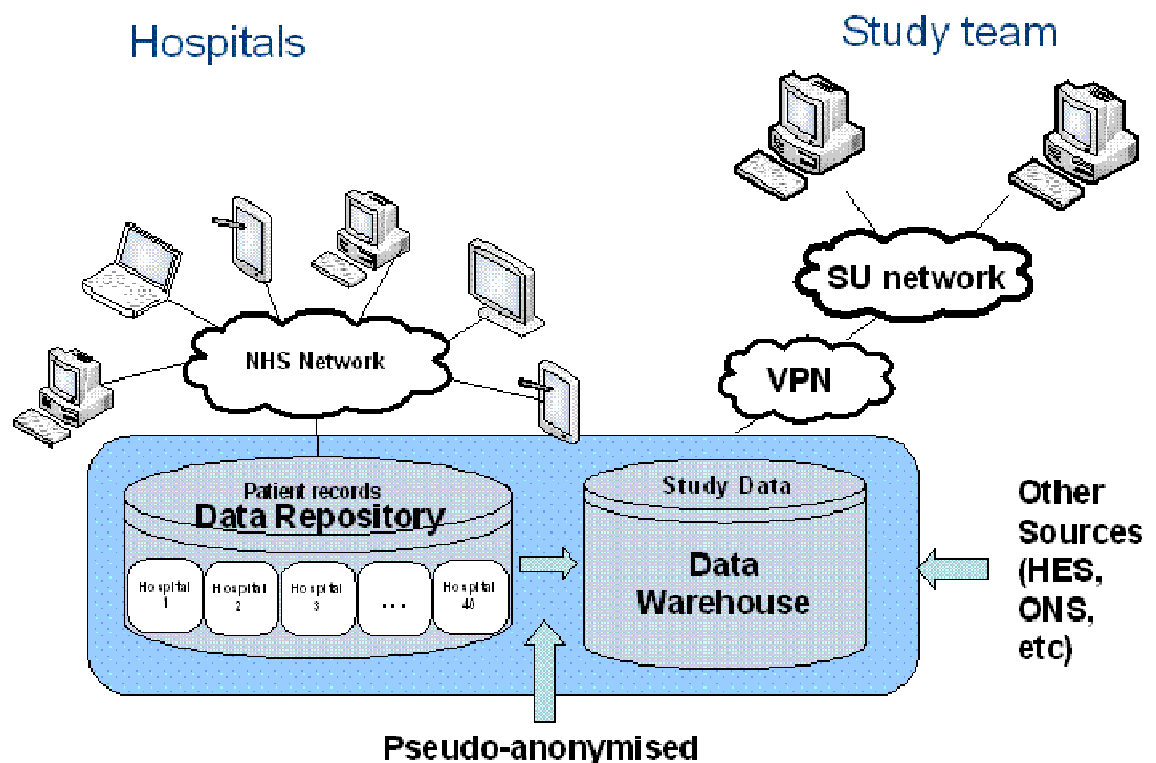 Hospitals
Study team
SU network
NHS Network
VPN
Patient records
Data Repository
Study Data
Data
Warehouse
Hospital
1
Hospital
2
Hospital
3
...
Hospital
40
Other
Sources
(HES,
ONS,
etc)
Pseudo-anonymised